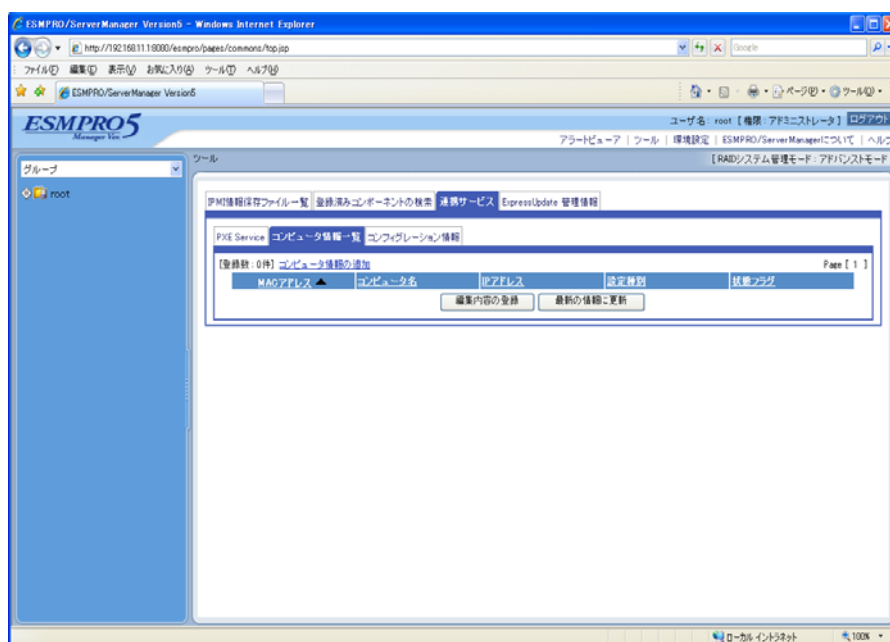 ESMPRO/ServerManager Version5 - Windows Internet Explorer
http://192.168.11.1:8080/esmpro/pages/commons/top.jsp
Google
ファイル(F) 編集(E) 表示(V) お気に入り(A) ツール(T) ヘルプ(H)
ESMPRO/ServerManager Version5
ページ(P) ツール(O)
ESMPRO5
Manager Ver.
ユーザ名: root [ 権限 : アドミニストレータ ] ログアウト
アラートビューア | ツール | 環境設定 | ESMPRO/ServerManagerについて | ヘルプ
グループ
ツール
[ RAIDシステム管理モード : アドバンストモード
root
IPMI情報保存ファイル一覧 登録済みコンポーネントの検索 連携サービス ExpressUpdate 管理情報
PXE Service コンピュータ情報一覧 コンフィグレーション情報
[登録数 : 0件] コンピュータ情報の追加
Page [ 1 ]
MACアドレス▲ コンピュータ名 IPアドレス 設定種別 状態フラグ
編集内容の登録 最新の情報に更新
ローカル イントラネット
100%